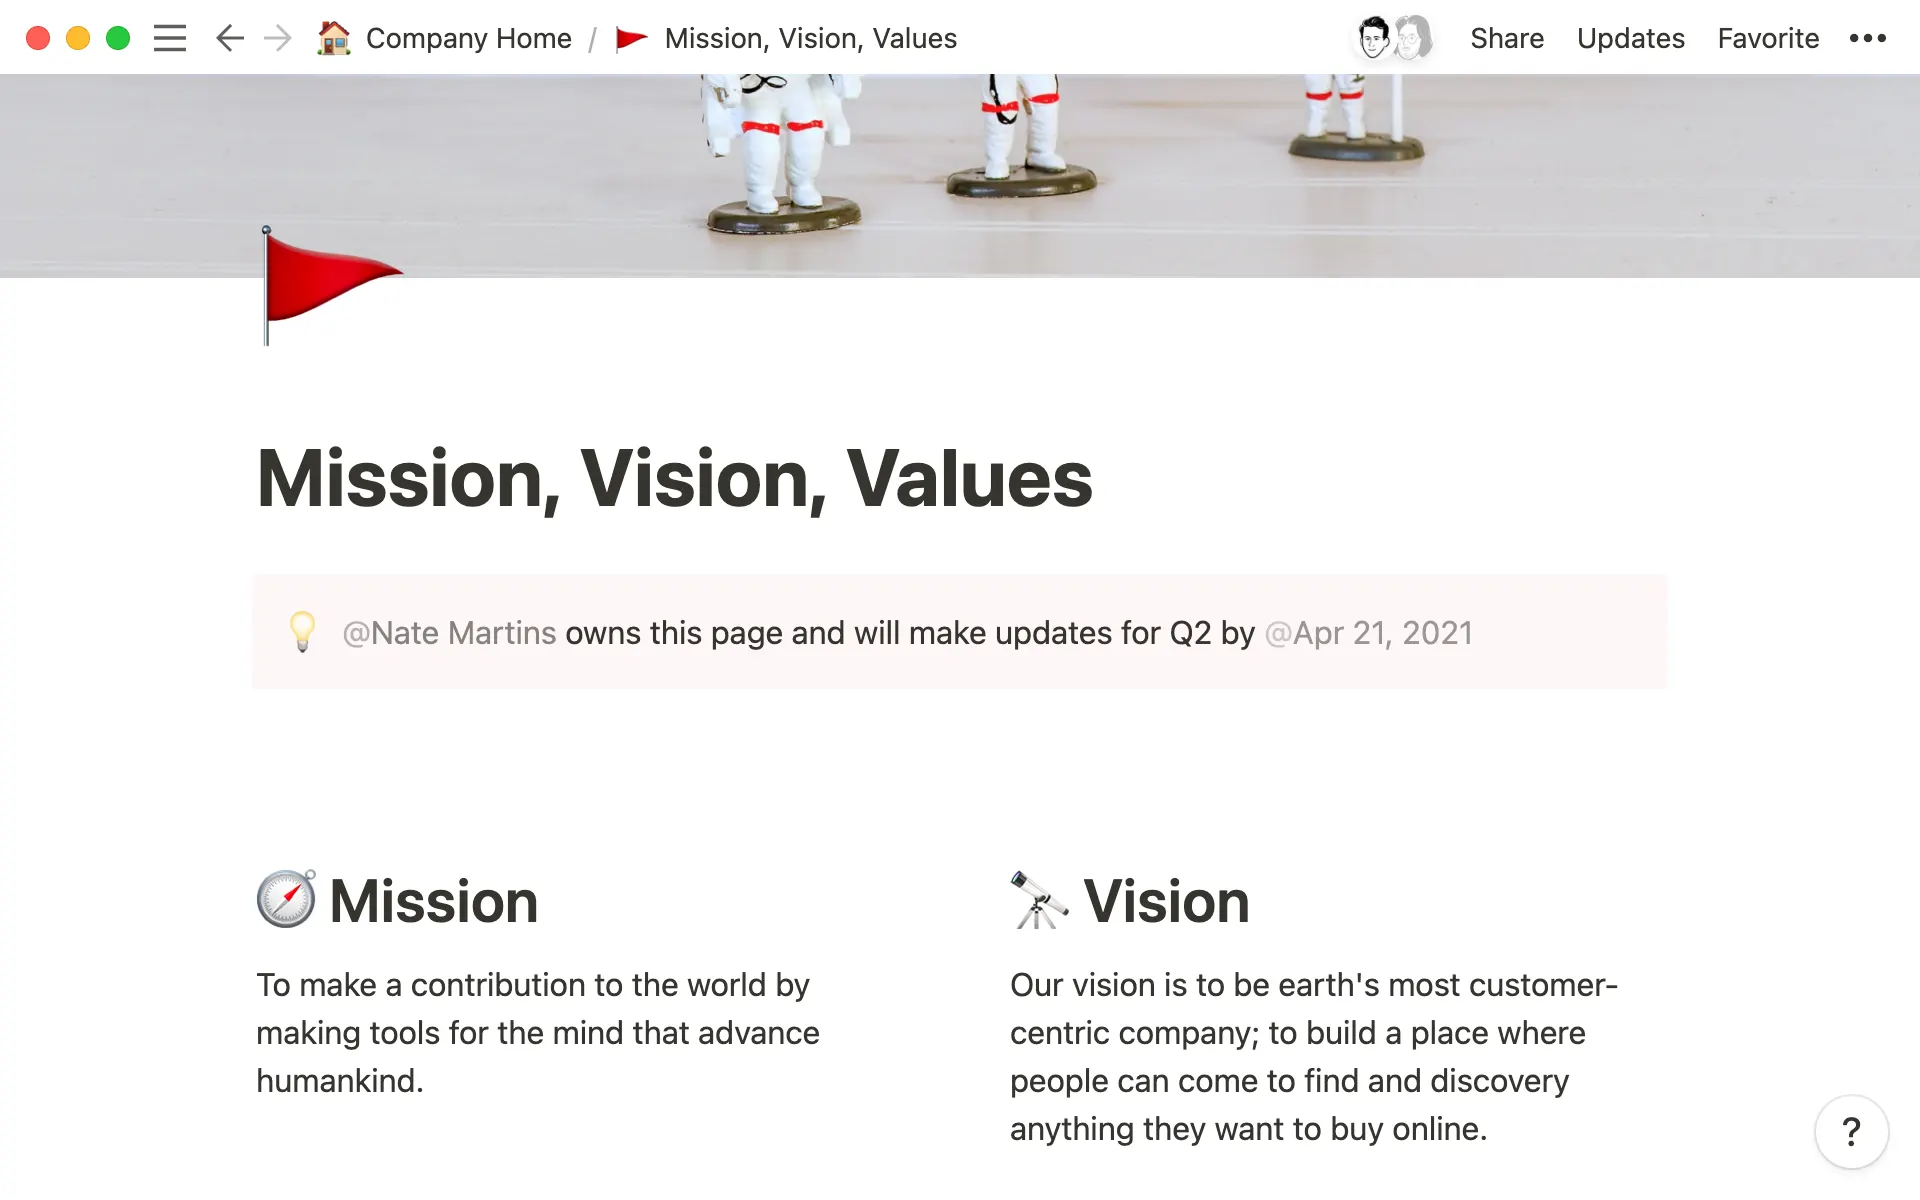 Company Home / Mission, Vision, Values
Share Updates Favorite
Mission, Vision, Values
@Nate Martins owns this page and will make updates for Q2 by @Apr 21, 2021
Mission
To make a contribution to the world by
making tools for the mind that advance
humankind.
Vision
Our vision is to be earth's most customer-
centric company; to build a place where
people can come to find and discovery
anything they want to buy online.
?